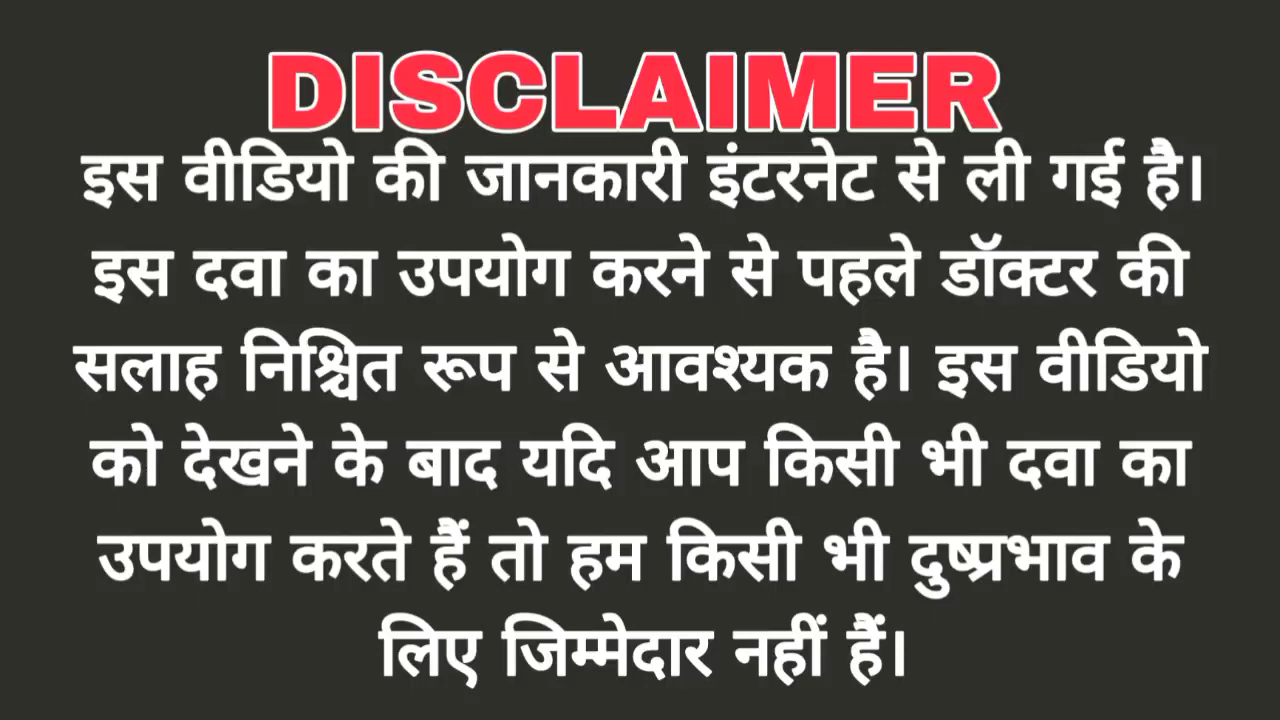 DISCLAIMER
इस वीडियो की जानकारी इंटरनेट से ली गई है।
इस दवा का उपयोग करने से पहले डॉक्टर की
सलाह निश्चित रूप से आवश्यक है। इस वीडियो
को देखने के बाद यदि आप किसी भी दवा का
उपयोग करते हैं तो हम किसी भी दुष्प्रभाव के
लिए जिम्मेदार नहीं हैं।